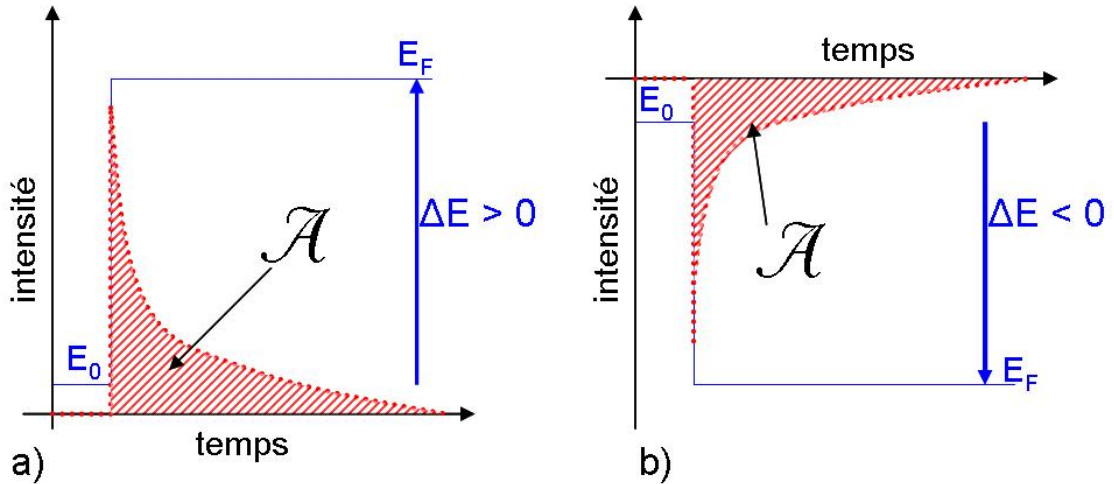 intensité
E_F
ΔE > 0
𝒜
E_0
temps
a)
temps
intensité
E_0
𝒜
ΔE < 0
E_F
b)